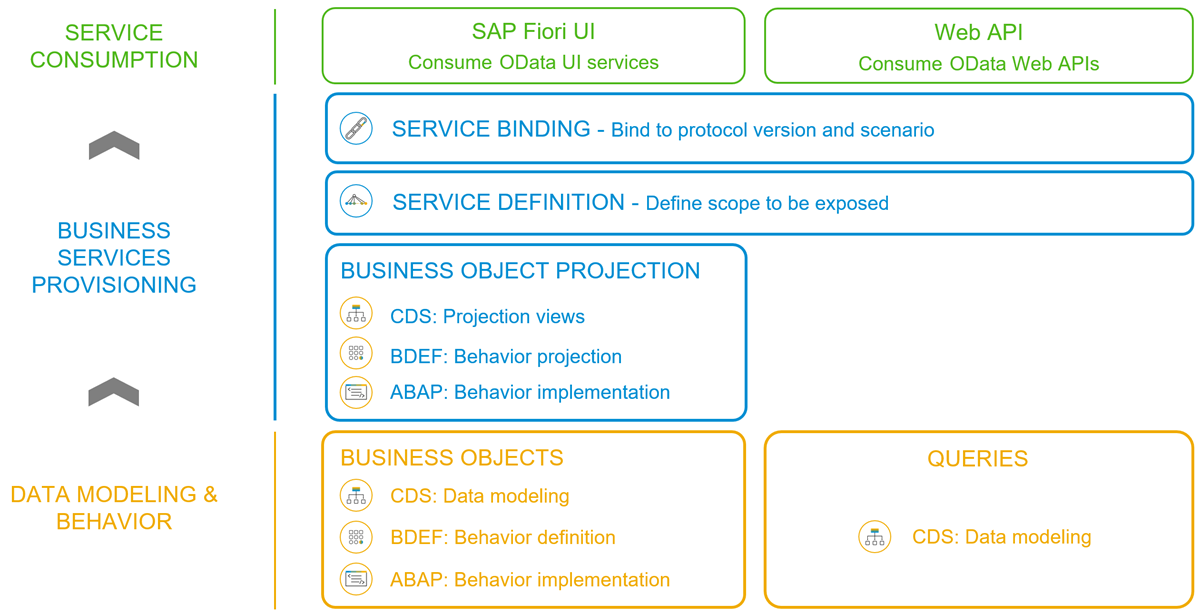 SERVICE
CONSUMPTION
SAP Fiori UI
Consume OData UI services
Web API
Consume OData Web APIs
BUSINESS
SERVICES
PROVISIONING
SERVICE BINDING - Bind to protocol version and scenario
SERVICE DEFINITION - Define scope to be exposed
BUSINESS OBJECT PROJECTION
CDS: Projection views
BDEF: Behavior projection
ABAP: Behavior implementation
DATA MODELING &
BEHAVIOR
BUSINESS OBJECTS
CDS: Data modeling
BDEF: Behavior definition
ABAP: Behavior implementation
QUERIES
CDS: Data modeling